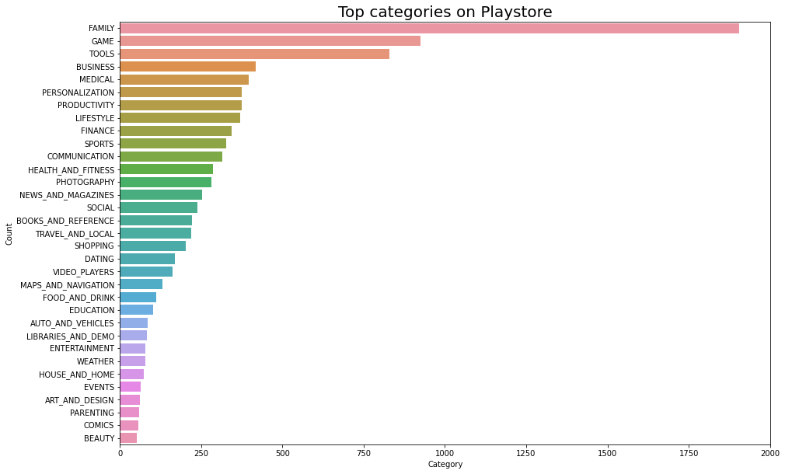 Top categories on Playstore
FAMILY
GAME
TOOLS
BUSINESS
MEDICAL
PERSONALIZATION
PRODUCTIVITY
LIFESTYLE
FINANCE
SPORTS
COMMUNICATION
HEALTH_AND_FITNESS
PHOTOGRAPHY
NEWS_AND_MAGAZINES
SOCIAL
BOOKS_AND_REFERENCE
TRAVEL_AND_LOCAL
SHOPPING
DATING
VIDEO_PLAYERS
MAPS_AND_NAVIGATION
FOOD_AND_DRINK
EDUCATION
AUTO_AND_VEHICLES
LIBRARIES_AND_DEMO
ENTERTAINMENT
WEATHER
HOUSE_AND_HOME
EVENTS
ART_AND_DESIGN
PARENTING
COMICS
BEAUTY
Count
0 250 500 750 1000 1250 1500 1750 2000
Category